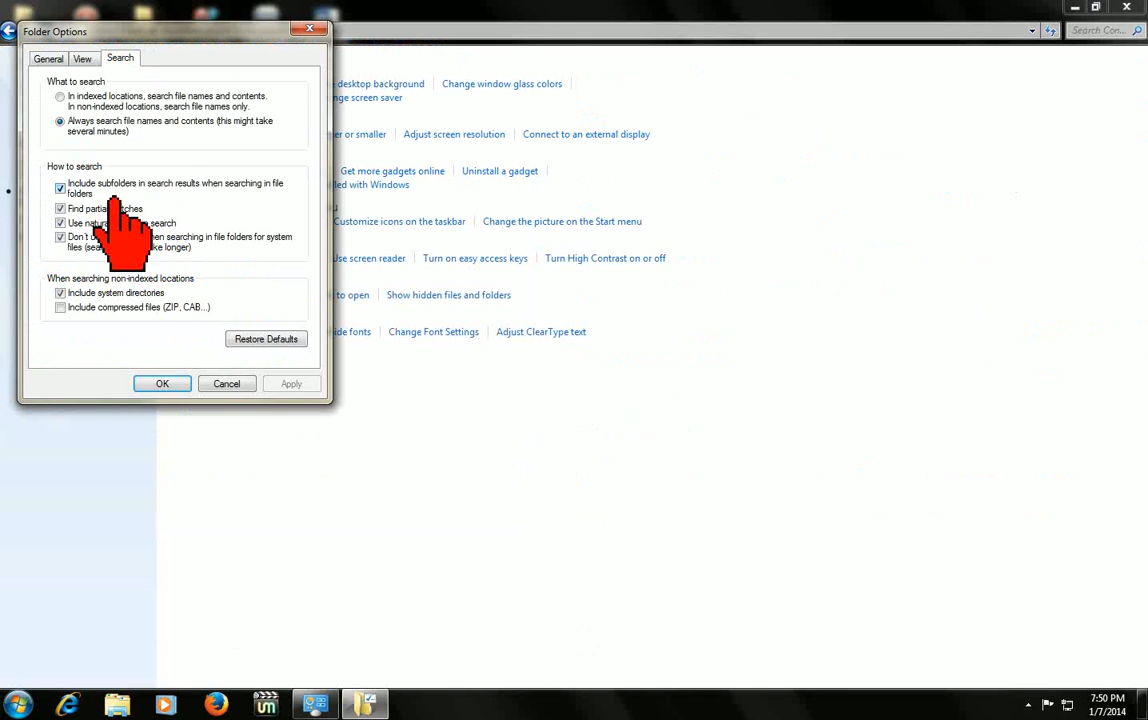 Folder Options
Search Con...
General View Search
What to search
In indexed locations, search file names and contents.
In non-indexed locations, search file names only.
Always search file names and contents (this might take
several minutes)
How to search
Include subfolders in search results when searching in file
folders
Find partial
Use search
Don't searching in file folders for system
files longer)
When searching non-indexed locations
Include system directories
Include compressed files (ZIP, CAB...)
Restore Defaults
OK Cancel Apply
desktop background Change window glass colors
screen saver
or smaller Adjust screen resolution Connect to an external display
Get more gadgets online Uninstall a gadget
with Windows
Customize icons on the taskbar Change the picture on the Start menu
Use screen reader Turn on easy access keys Turn High Contrast on or off
to open Show hidden files and folders
fonts Change Font Settings Adjust ClearType text
um
7:50 PM
1/7/2014